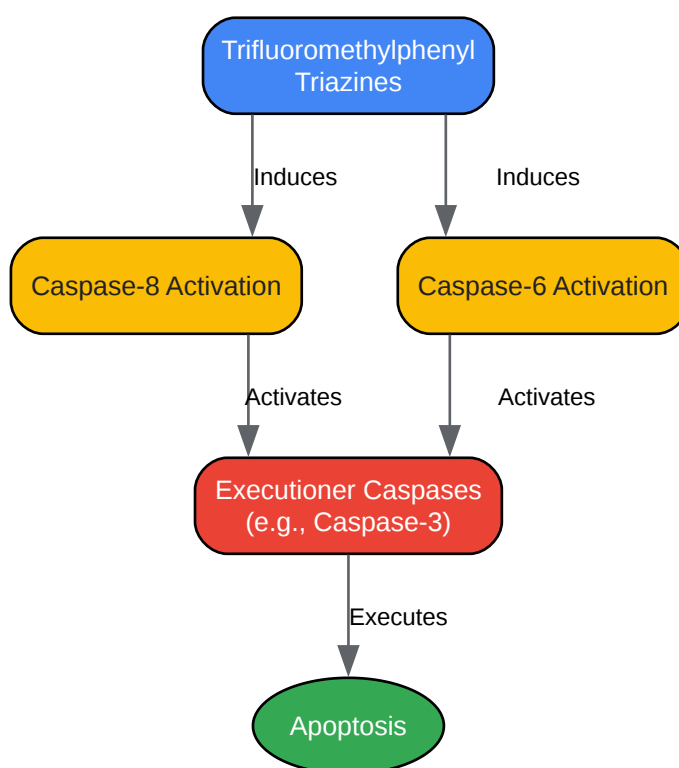 Trifluoromethylphenyl
Triazines
Induces
Induces
Caspase-8 Activation
Caspase-6 Activation
Activates
Activates
Executioner Caspases
(e.g., Caspase-3)
Executes
Apoptosis